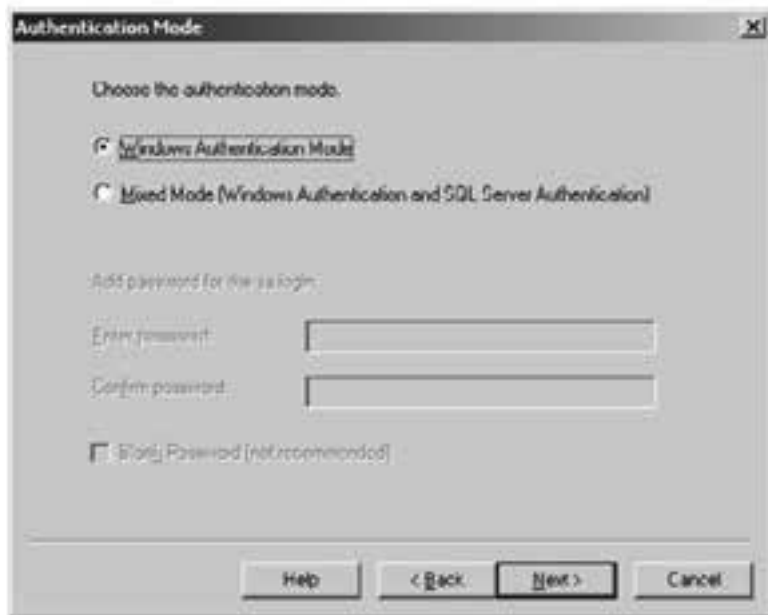 Authentication Mode
Choose the authentication mode.
Windows Authentication Mode
Mixed Mode (Windows Authentication and SQL Server Authentication)
Add password for the sa login
Enter password
Confirm password
Blank Password (not recommended)
Help
< Back
Next >
Cancel